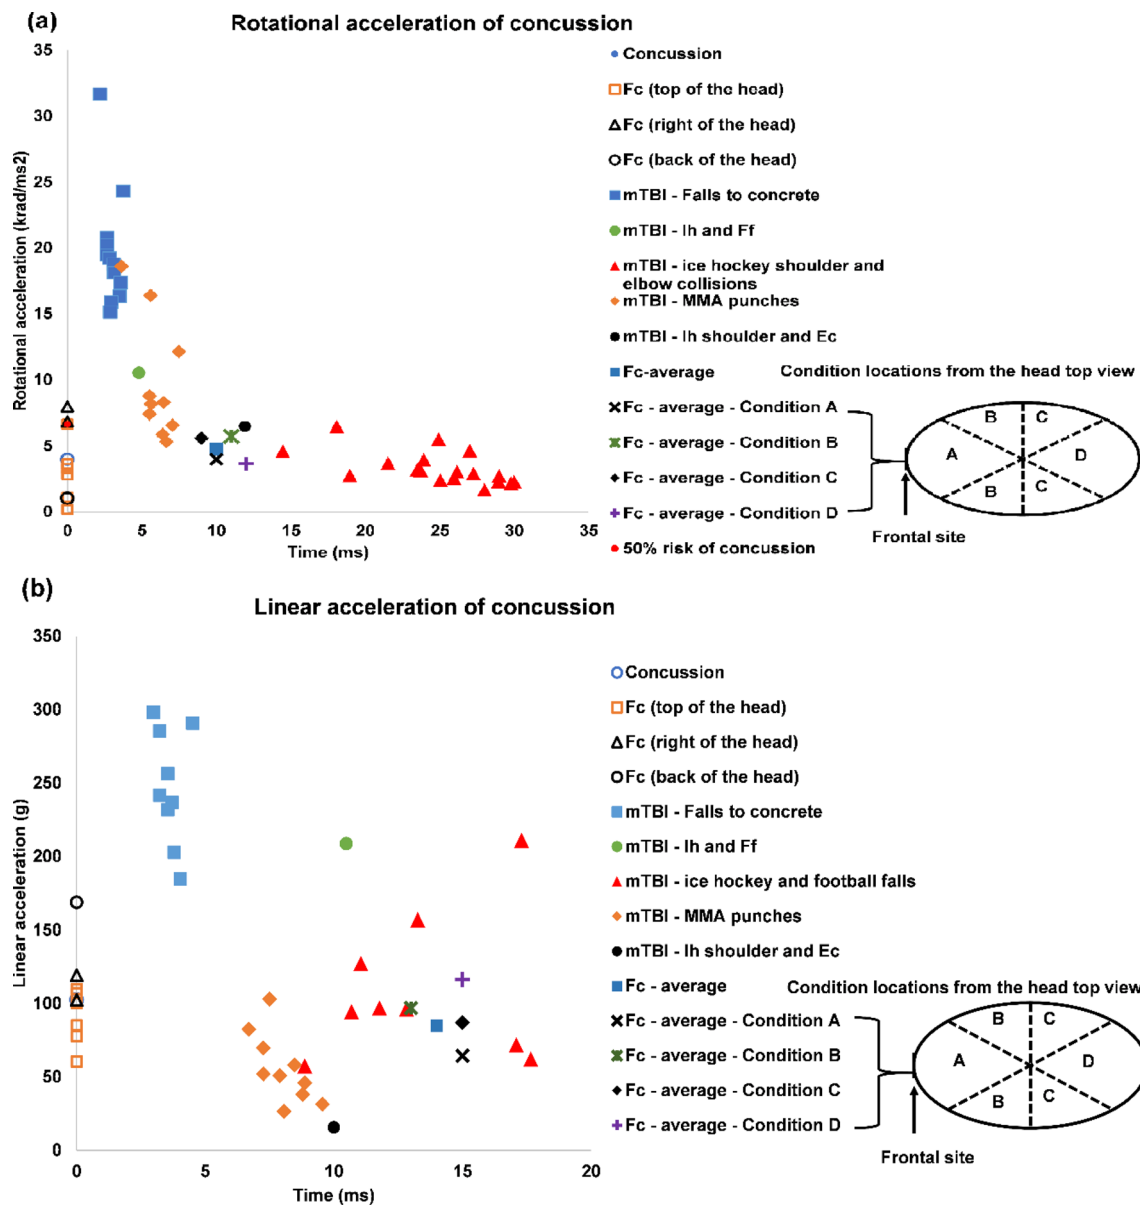 (a)
Rotational acceleration of concussion
35
30
25
20
15
10
5
0
Rotational acceleration (krad/ms2)
0
5
10
15
20
25
30
35
Time (ms)
Concussion
Fc (top of the head)
Fc (right of the head)
Fc (back of the head)
mTBI - Falls to concrete
mTBI - Ih and Ff
mTBI - ice hockey shoulder and
elbow collisions
mTBI - MMA punches
mTBI - Ih shoulder and Ec
Fc-average
Fc - average - Condition A
Fc - average - Condition B
Fc - average - Condition C
Fc - average - Condition D
50% risk of concussion
Condition locations from the head top view
B
C
A
D
B
C
Frontal site
(b)
Linear acceleration of concussion
350
300
250
200
150
100
50
0
Linear acceleration (g)
0
5
10
15
20
Time (ms)
Concussion
Fc (top of the head)
Fc (right of the head)
Fc (back of the head)
mTBI - Falls to concrete
mTBI - Ih and Ff
mTBI - ice hockey and football falls
mTBI - MMA punches
mTBI - Ih shoulder and Ec
Fc - average
Fc - average - Condition A
Fc - average - Condition B
Fc - average - Condition C
Fc - average - Condition D
Condition locations from the head top view
B
C
A
D
B
C
Frontal site